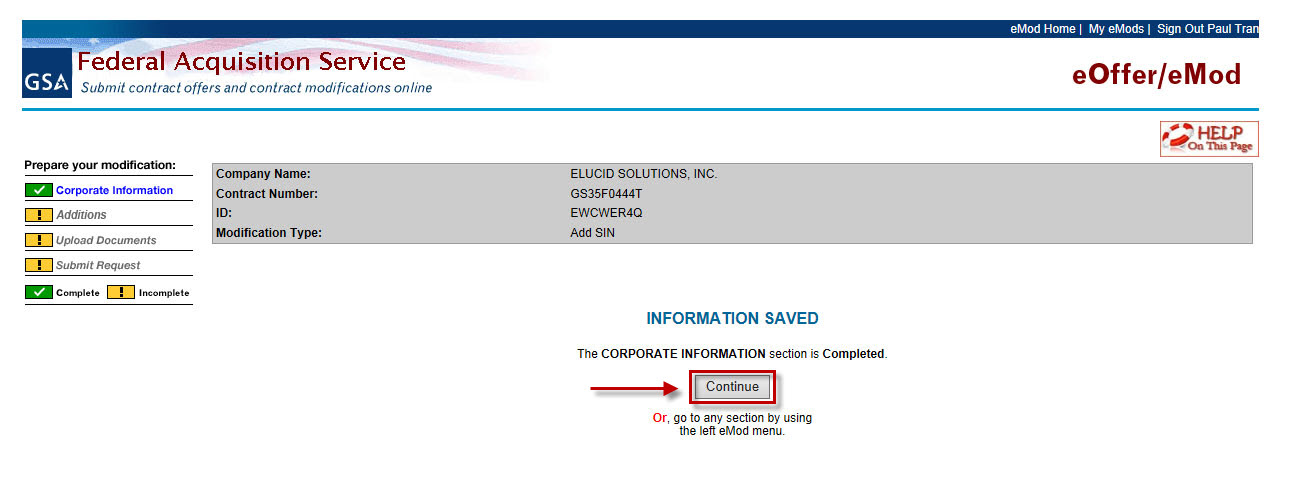 eMod Home | My eMods | Sign Out Paul Tran
GSA
Federal Acquisition Service
Submit contract offers and contract modifications online
eOffer/eMod
HELP
On This Page
Prepare your modification:
Corporate Information
! Additions
! Upload Documents
! Submit Request
Complete ! Incomplete
Company Name: ELUCID SOLUTIONS, INC.
Contract Number: GS35F0444T
ID: EWCWER4Q
Modification Type: Add SIN
INFORMATION SAVED
The CORPORATE INFORMATION section is Completed.
Continue
Or, go to any section by using
the left eMod menu.